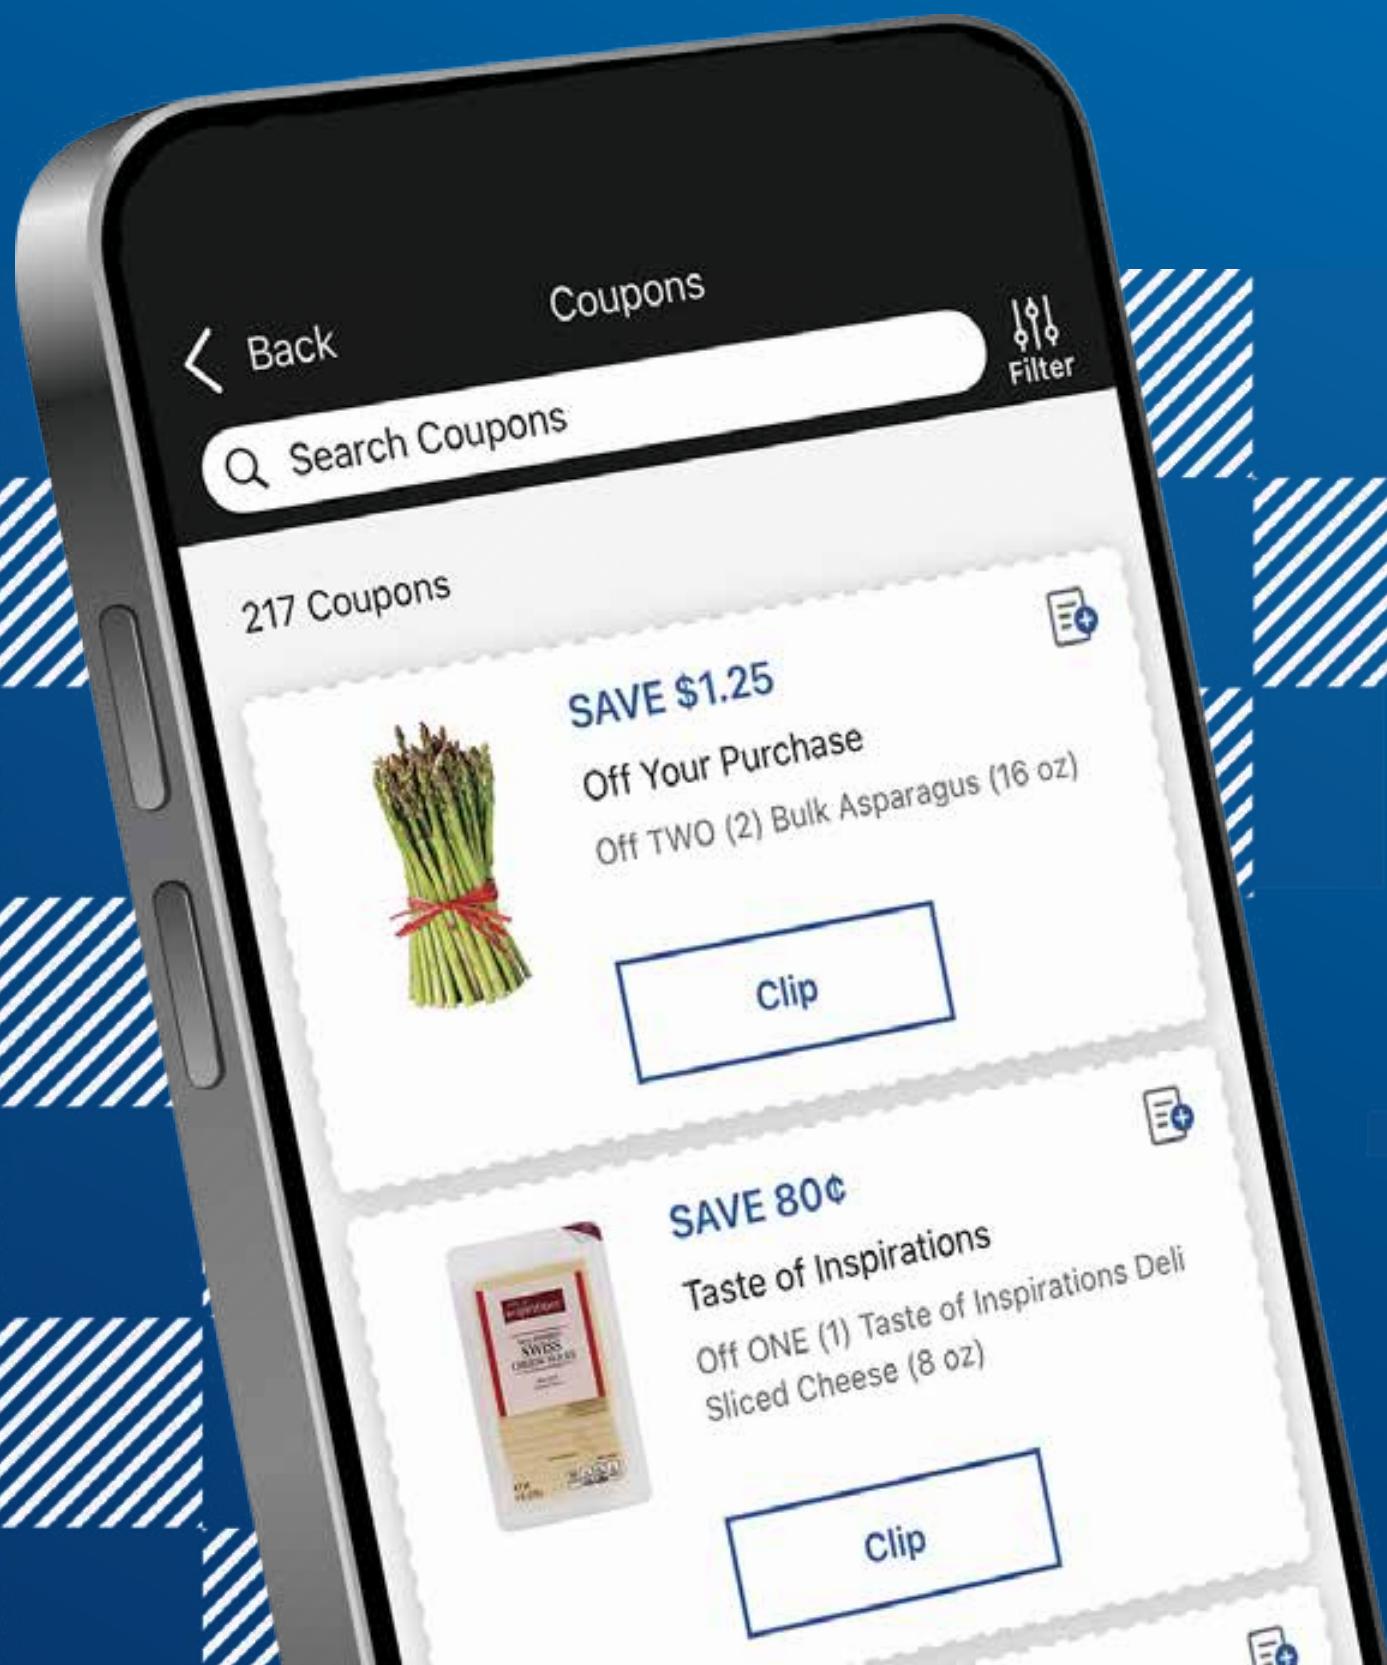 Coupons
Back
Filter
Search Coupons
217 Coupons
SAVE $1.25
Off Your Purchase
Off TWO (2) Bulk Asparagus (16 oz)
Clip
SAVE 80¢
Taste of Inspirations
Off ONE (1) Taste of Inspirations Deli
Sliced Cheese (8 oz)
SWISS
Clip